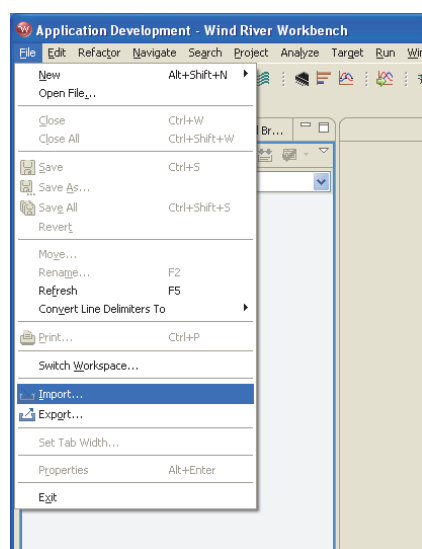 Application Development - Wind River Workbench
File Edit Refactor Navigate Search Project Analyze Target Run
New Alt+Shift+N
Open File...
Close Ctrl+W
Close All Ctrl+Shift+W
Br...
Save Ctrl+S
Save As...
Save All Ctrl+Shift+S
Revert
Move...
Rename... F2
Refresh F5
Convert Line Delimiters To
Print... Ctrl+P
Switch Workspace...
Import...
Export...
Set Tab Width...
Properties Alt+Enter
Exit